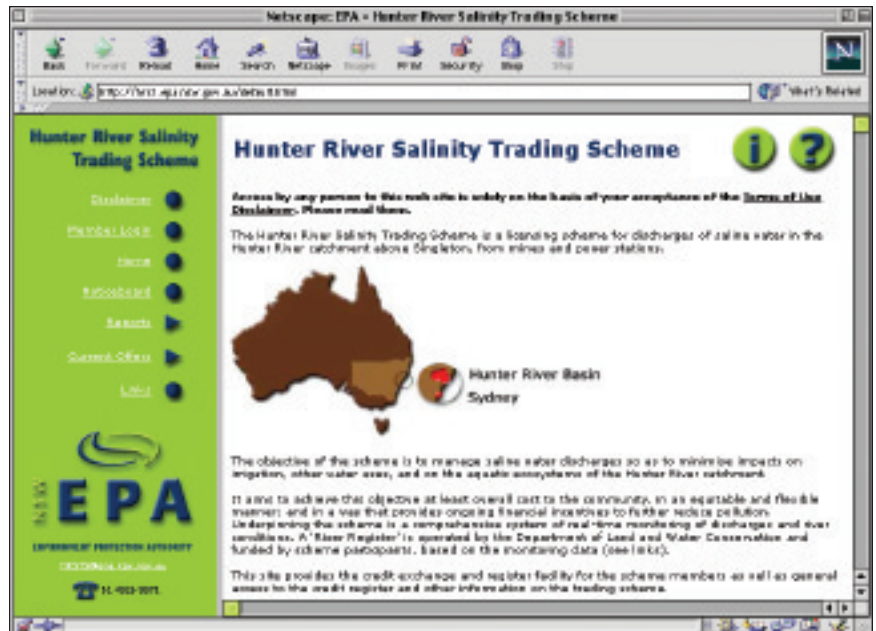 Netscape: EPA - Hunter River Salinity Trading Scheme
Back Forward Reload Home Search Netscape Images Print Security Shop Stop
Location:
What's Related
Hunter River Salinity
Trading Scheme
Disclaimer
Member Login
Home
Noticeboard
Reports
Current Offers
Links
EPA
ENVIRONMENT PROTECTION AUTHORITY
Hunter River Salinity Trading Scheme
i ?
Access by any person to this web site is solely on the basis of your acceptance of the Terms of Use
Disclaimer. Please read them.
The Hunter River Salinity Trading Scheme is a licensing scheme for discharges of saline water in the
Hunter River catchment above Singleton, from mines and power stations.
Hunter River Basin
Sydney
The objective of the scheme is to manage saline water discharges so as to minimise impacts on
irrigation, other water uses, and on the aquatic ecosystems of the Hunter River catchment.
It aims to achieve this objective at least overall cost to the community, in an equitable and flexible
manner; and in a way that provides ongoing financial incentives to further reduce pollution.
Underpinning the scheme is a comprehensive system of real-time monitoring of discharges and river
conditions. A 'River Register' is operated by the Department of Land and Water Conservation and
funded by scheme participants, based on the monitoring data (see links).
This site provides the credit exchange and register facility for the scheme members as well as general
access to the credit register and other information on the trading scheme.